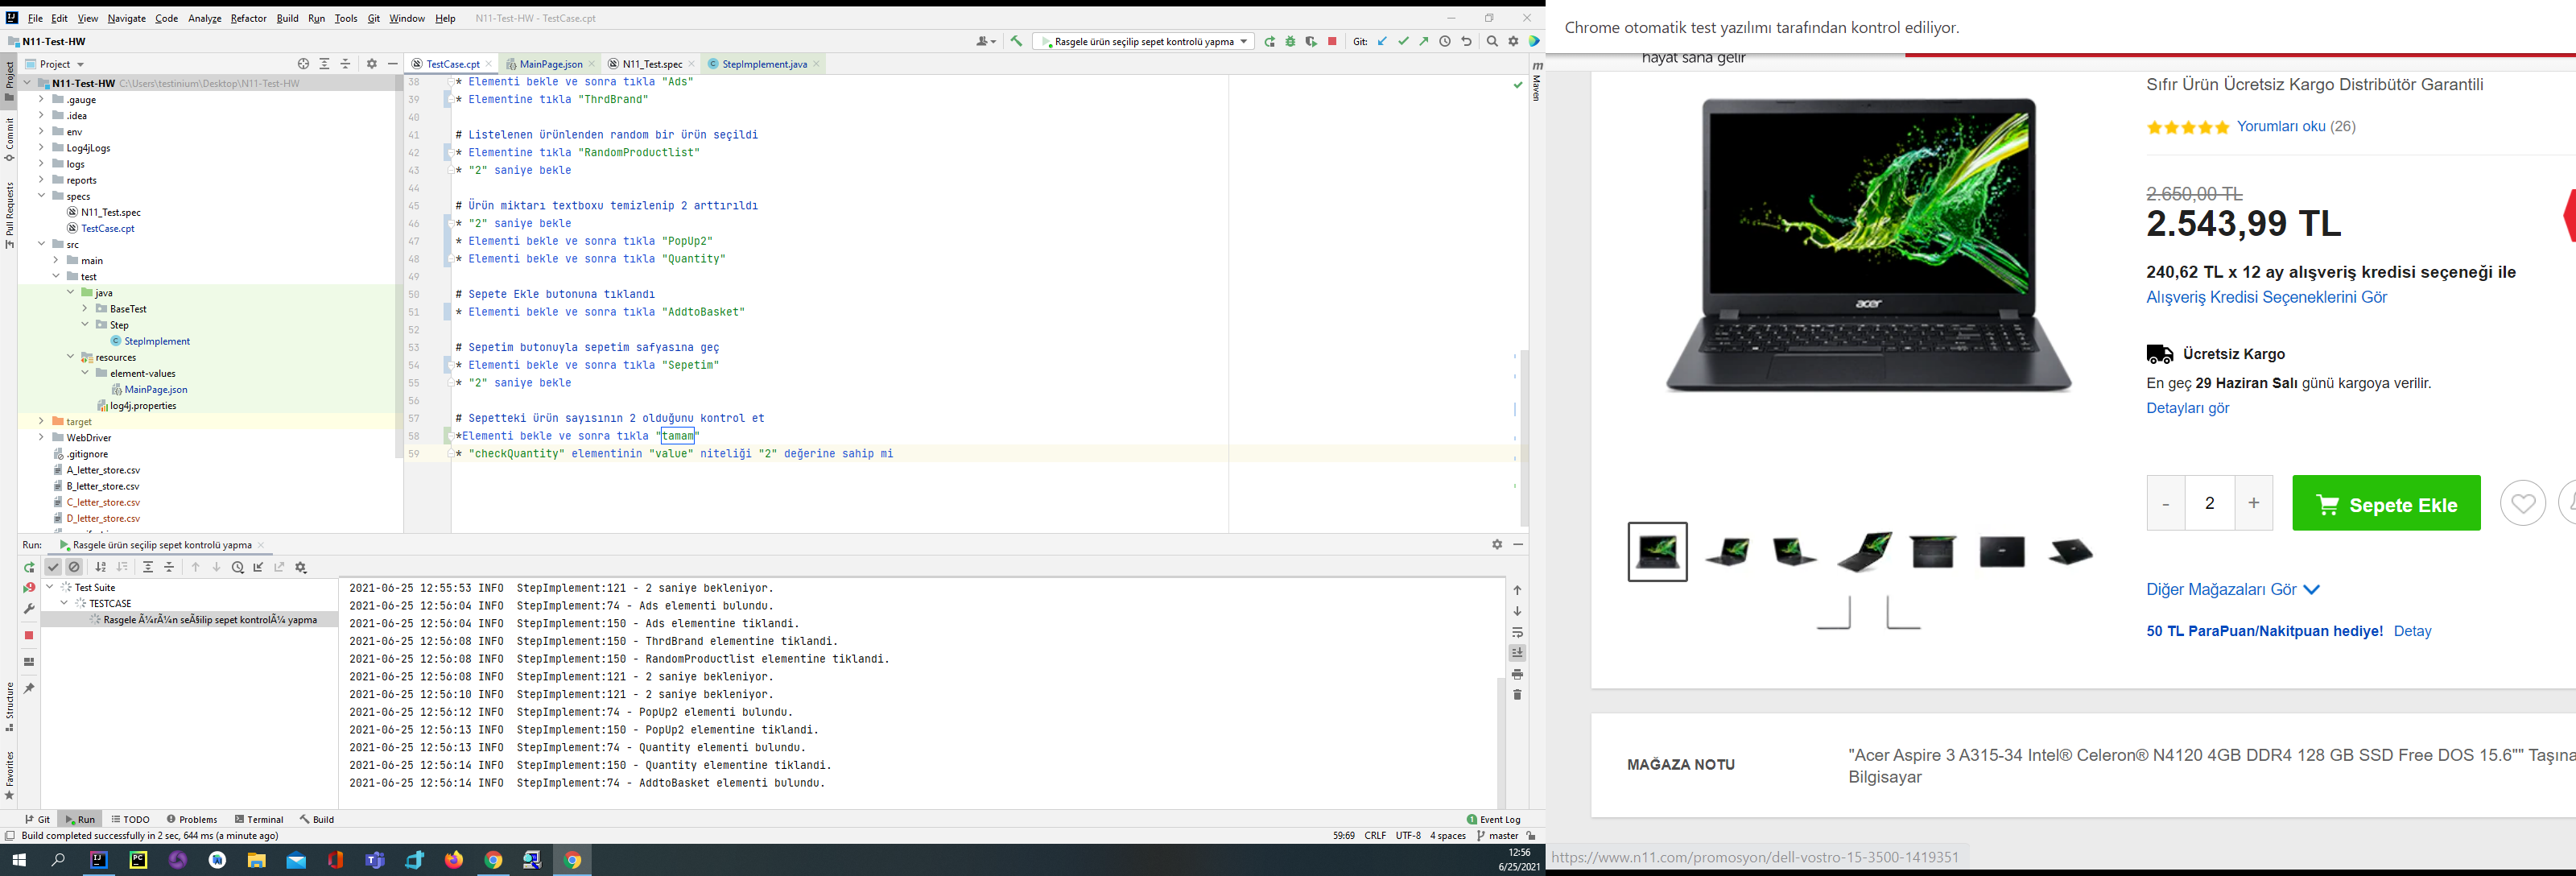 File Edit View Navigate Code Analyze Refactor Build Run Tools Git Window Help N11-Test-HW - TestCase.cpt
N11-Test-HW
Rasgele ürün seçilip sepet kontrolü yapma
Git:
Project
TestCase.cpt
MainPage.json
N11_Test.spec
StepImplement.java
Project
Commit
Pull Requests
Structure
Favorites
Maven
N11-Test-HW C:\Users\testinium\Desktop\N11-Test-HW
.gauge
.idea
env
Log4jLogs
logs
reports
specs
N11_Test.spec
TestCase.cpt
src
main
test
java
BaseTest
Step
StepImplement
resources
element-values
MainPage.json
log4j.properties
target
WebDriver
.gitignore
A_letter_store.csv
B_letter_store.csv
C_letter_store.csv
D_letter_store.csv
38 * Elementi bekle ve sonra tıkla "Ads"
39 * Elementine tıkla "ThrdBrand"
40
41 # Listelenen ürünlenden random bir ürün seçildi
42 * Elementine tıkla "RandomProductlist"
43 * "2" saniye bekle
44
45 # Ürün miktarı textboxu temizlenip 2 arttırıldı
46 * "2" saniye bekle
47 * Elementi bekle ve sonra tıkla "PopUp2"
48 * Elementi bekle ve sonra tıkla "Quantity"
49
50 # Sepete Ekle butonuna tıklandı
51 * Elementi bekle ve sonra tıkla "AddtoBasket"
52
53 # Sepetim butonuyla sepetim safyasına geç
54 * Elementi bekle ve sonra tıkla "Sepetim"
55 * "2" saniye bekle
56
57 # Sepetteki ürün sayısının 2 olduğunu kontrol et
58 *Elementi bekle ve sonra tıkla "tamam"
59 * "checkQuantity" elementinin "value" niteliği "2" değerine sahip mi
Run: Rasgele ürün seçilip sepet kontrolü yapma
Test Suite
TESTCASE
Rasgele Ã¼rÃ¼n seÃ§ilip sepet kontrolÃ¼ yapma
2021-06-25 12:55:53 INFO StepImplement:121 - 2 saniye bekleniyor.
2021-06-25 12:56:04 INFO StepImplement:74 - Ads elementi bulundu.
2021-06-25 12:56:04 INFO StepImplement:150 - Ads elementine tiklandi.
2021-06-25 12:56:08 INFO StepImplement:150 - ThrdBrand elementine tiklandi.
2021-06-25 12:56:08 INFO StepImplement:150 - RandomProductlist elementine tiklandi.
2021-06-25 12:56:08 INFO StepImplement:121 - 2 saniye bekleniyor.
2021-06-25 12:56:10 INFO StepImplement:121 - 2 saniye bekleniyor.
2021-06-25 12:56:12 INFO StepImplement:74 - PopUp2 elementi bulundu.
2021-06-25 12:56:13 INFO StepImplement:150 - PopUp2 elementine tiklandi.
2021-06-25 12:56:13 INFO StepImplement:74 - Quantity elementi bulundu.
2021-06-25 12:56:14 INFO StepImplement:150 - Quantity elementine tiklandi.
2021-06-25 12:56:14 INFO StepImplement:74 - AddtoBasket elementi bulundu.
Git Run TODO Problems Terminal Build
Event Log
Build completed successfully in 2 sec, 644 ms (a minute ago)
59:69 CRLF UTF-8 4 spaces master
12:56
6/25/2021
Chrome otomatik test yazılımı tarafından kontrol ediliyor.
hayat sana gelir
Sıfır Ürün Ücretsiz Kargo Distribütör Garantili
Yorumları oku (26)
2.650,00 TL
2.543,99 TL
240,62 TL x 12 ay alışveriş kredisi seçeneği ile
Alışveriş Kredisi Seçeneklerini Gör
Ücretsiz Kargo
En geç 29 Haziran Salı günü kargoya verilir.
Detayları gör
acer
- 2 + Sepete Ekle
Diğer Mağazaları Gör
50 TL ParaPuan/Nakitpuan hediye! Detay
MAĞAZA NOTU
"Acer Aspire 3 A315-34 Intel® Celeron® N4120 4GB DDR4 128 GB SSD Free DOS 15.6"" Taşına
Bilgisayar
https://www.n11.com/promosyon/dell-vostro-15-3500-1419351